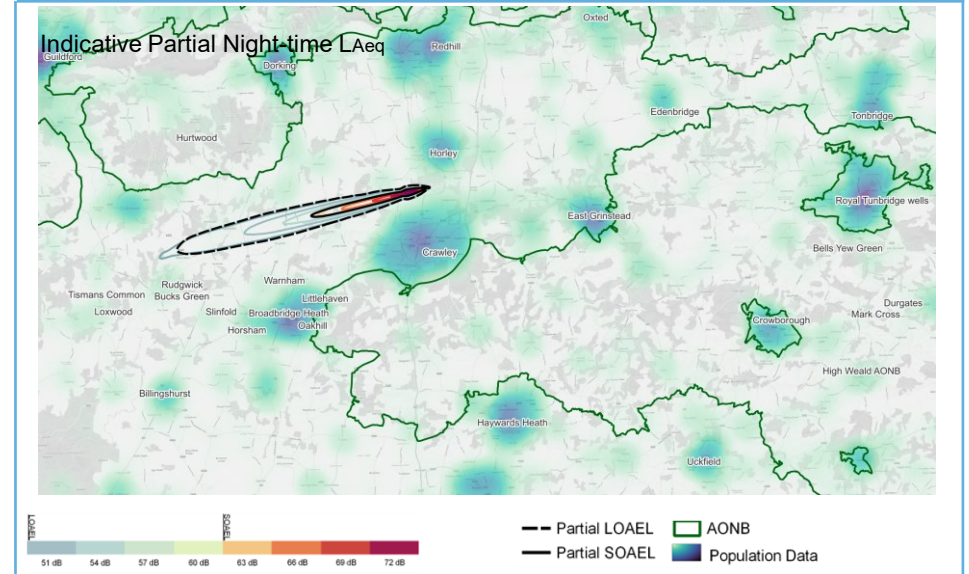 Indicative Partial Night-time LAeq
Oxted
Redhill
Guildford
Dorking
Edenbridge
Tonbridge
Hurtwood
Horley
Royal Tunbridge wells
East Grinstead
Bells Yew Green
Crawley
Warnham
Rudgwick
Tismans Common
Bucks Green
Littlehaven
Durgates
Loxwood
Slinfold
Broadbridge Heath
Mark Cross
Crowborough
Horsham
Oakhill
High Weald AONB
Billingshurst
Haywards Heath
Uckfield
LOAEL
SOAEL
51 dB 54 dB 57 dB 60 dB 63 dB 66 dB 69 dB 72 dB
Partial LOAEL
AONB
Partial SOAEL
Population Data